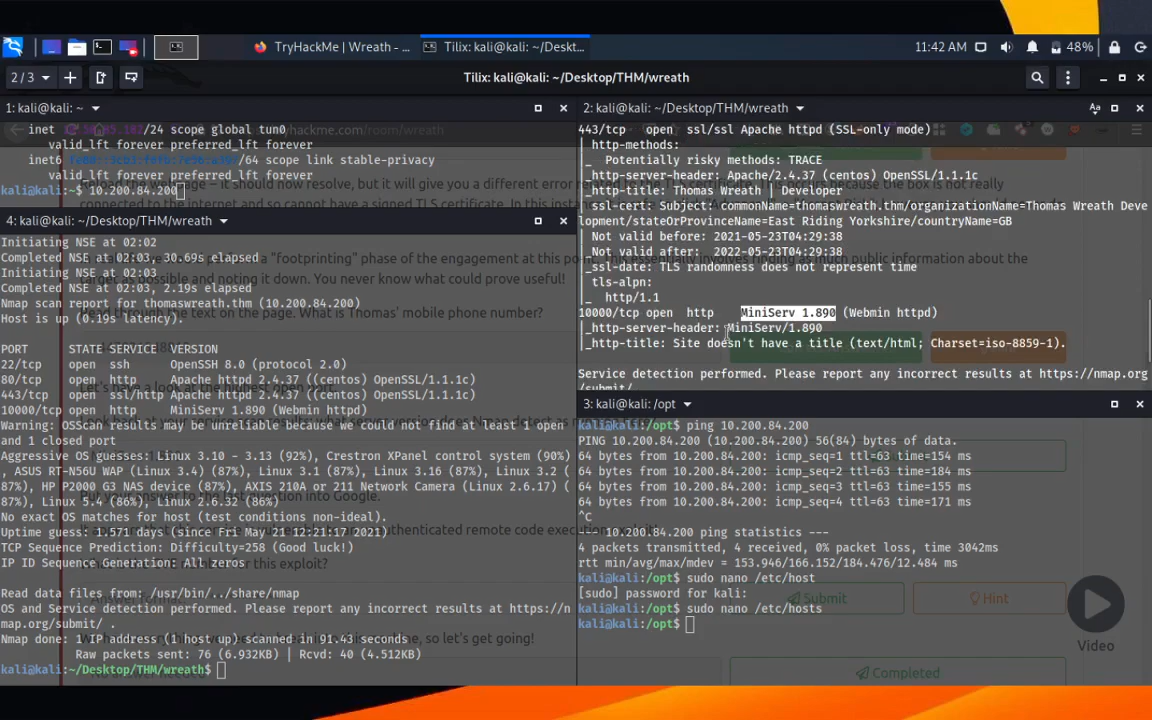 TryHackMe | Wreath - ...
Tilix: kali@kali: ~/Deskt...
11:42 AM
48%
2/3
Tilix: kali@kali: ~/Desktop/THM/wreath
1: kali@kali: ~
inet /24 scope global tun0
valid_lft forever preferred_lft forever
inet6 /64 scope link stable-privacy
valid_lft forever preferred_lft forever
kali@kali:~$ 10.200.84.200
4: kali@kali: ~/Desktop/THM/wreath
Initiating NSE at 02:02
Completed NSE at 02:03, 30.69s elapsed
Initiating NSE at 02:03
Completed NSE at 02:03, 2.19s elapsed
Nmap scan report for thomaswreath.thm (10.200.84.200)
Host is up (0.19s latency).
PORT STATE SERVICE VERSION
22/tcp open ssh OpenSSH 8.0 (protocol 2.0)
80/tcp open http Apache httpd 2.4.37 ((centos) OpenSSL/1.1.1c)
443/tcp open ssl/http Apache httpd 2.4.37 ((centos) OpenSSL/1.1.1c)
10000/tcp open http MiniServ 1.890 (Webmin httpd)
Warning: OSScan results may be unreliable because we could not find at least 1 open
and 1 closed port
Aggressive OS guesses: Linux 3.10 - 3.13 (92%), Crestron XPanel control system (90%)
, ASUS RT-N56U WAP (Linux 3.4) (87%), Linux 3.1 (87%), Linux 3.16 (87%), Linux 3.2 (
87%), HP P2000 G3 NAS device (87%), AXIS 210A or 211 Network Camera (Linux 2.6.17) (
87%), Linux 5.4 (86%), Linux 2.6.32 (86%)
No exact OS matches for host (test conditions non-ideal).
Uptime guess: 1.571 days (since Fri May 21 12:21:17 2021)
TCP Sequence Prediction: Difficulty=258 (Good luck!)
IP ID Sequence Generation: All zeros
Read data files from: /usr/bin/../share/nmap
OS and Service detection performed. Please report any incorrect results at https://n
map.org/submit/ .
Nmap done: 1 IP address (1 host up) scanned in 91.43 seconds
Raw packets sent: 76 (6.932KB) | Rcvd: 40 (4.512KB)
kali@kali:~/Desktop/THM/wreath$
2: kali@kali: ~/Desktop/THM/wreath
443/tcp open ssl/ssl Apache httpd (SSL-only mode)
| http-methods:
|_ Potentially risky methods: TRACE
|_http-server-header: Apache/2.4.37 (centos) OpenSSL/1.1.1c
|_http-title: Thomas Wreath | Developer
| ssl-cert: Subject: commonName=thomaswreath.thm/organizationName=Thomas Wreath Deve
lopment/stateOrProvinceName=East Riding Yorkshire/countryName=GB
| Not valid before: 2021-05-23T04:29:38
|_Not valid after: 2022-05-23T04:29:38
|_ssl-date: TLS randomness does not represent time
| tls-alpn:
|_ http/1.1
10000/tcp open http MiniServ 1.890 (Webmin httpd)
|_http-server-header: MiniServ/1.890
|_http-title: Site doesn't have a title (text/html; Charset=iso-8859-1).
Service detection performed. Please report any incorrect results at https://nmap.org
/submit/
3: kali@kali: /opt
kali@kali:/opt$ ping 10.200.84.200
PING 10.200.84.200 (10.200.84.200) 56(84) bytes of data.
64 bytes from 10.200.84.200: icmp_seq=1 ttl=63 time=154 ms
64 bytes from 10.200.84.200: icmp_seq=2 ttl=63 time=184 ms
64 bytes from 10.200.84.200: icmp_seq=3 ttl=63 time=155 ms
64 bytes from 10.200.84.200: icmp_seq=4 ttl=63 time=171 ms
^C
--- 10.200.84.200 ping statistics ---
4 packets transmitted, 4 received, 0% packet loss, time 3042ms
rtt min/avg/max/mdev = 153.946/166.152/184.476/12.484 ms
kali@kali:/opt$ sudo nano /etc/host
[sudo] password for kali:
kali@kali:/opt$ sudo nano /etc/hosts
kali@kali:/opt$
Submit
Hint
Completed
Video